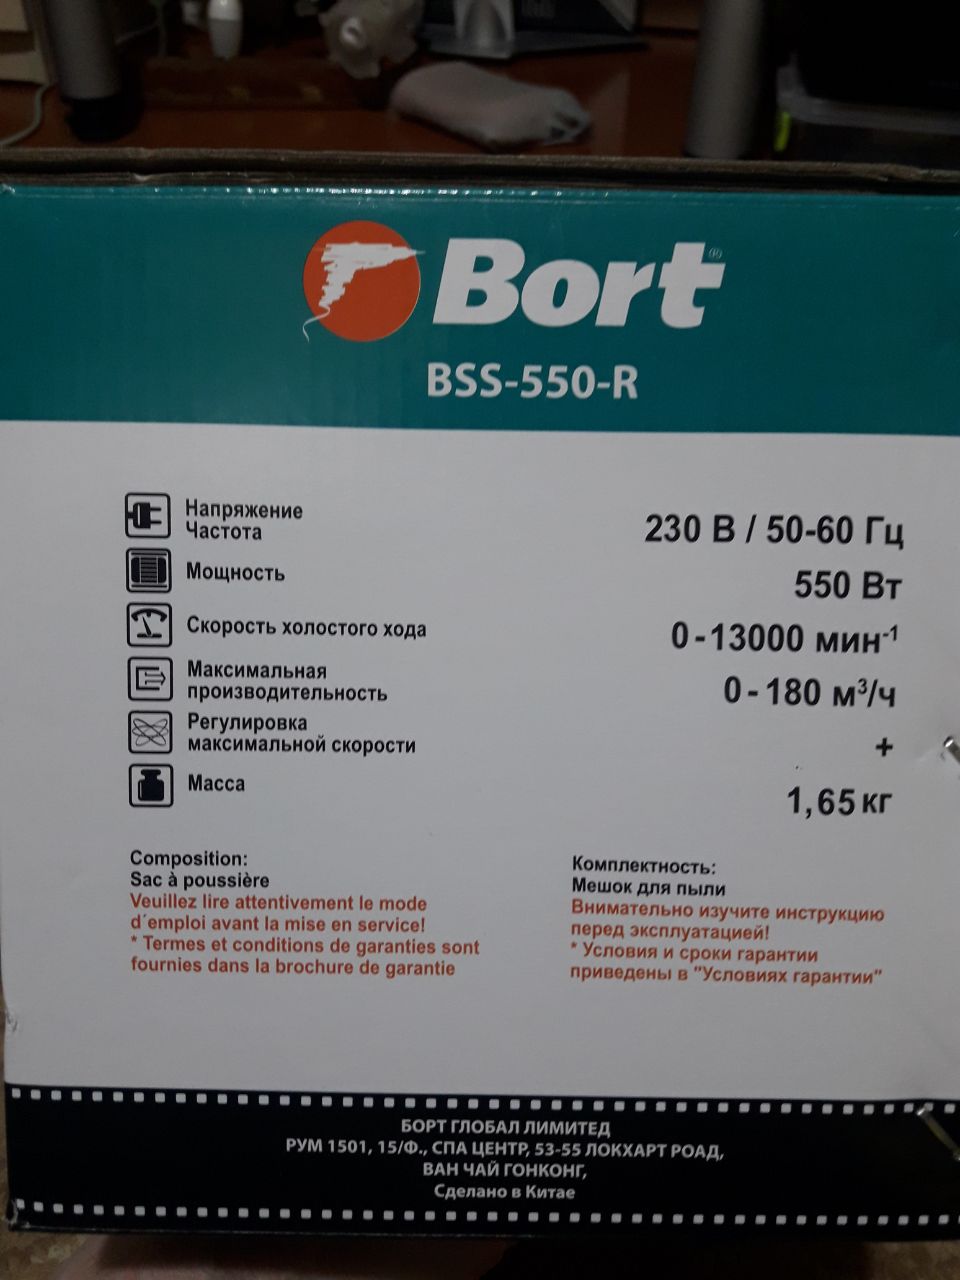 Bort®
BSS-550-R
Напряжение
Частота
230 В / 50-60 Гц
Мощность
550 Вт
Скорость холостого хода
0-13000 мин⁻¹
Максимальная
производительность
0-180 м³/ч
Регулировка
максимальной скорости
+
Масса
1,65 кг
Composition:
Sac à poussière
Veuillez lire attentivement le mode
d´emploi avant la mise en service!
* Termes et conditions de garanties sont
fournies dans la brochure de garantie
Комплектность:
Мешок для пыли
Внимательно изучите инструкцию
перед эксплуатацией!
* Условия и сроки гарантии
приведены в "Условиях гарантии"
БОРТ ГЛОБАЛ ЛИМИТЕД
РУМ 1501, 15/Ф., СПА ЦЕНТР, 53-55 ЛОКХАРТ РОАД,
ВАН ЧАЙ ГОНКОНГ,
Сделано в Китае